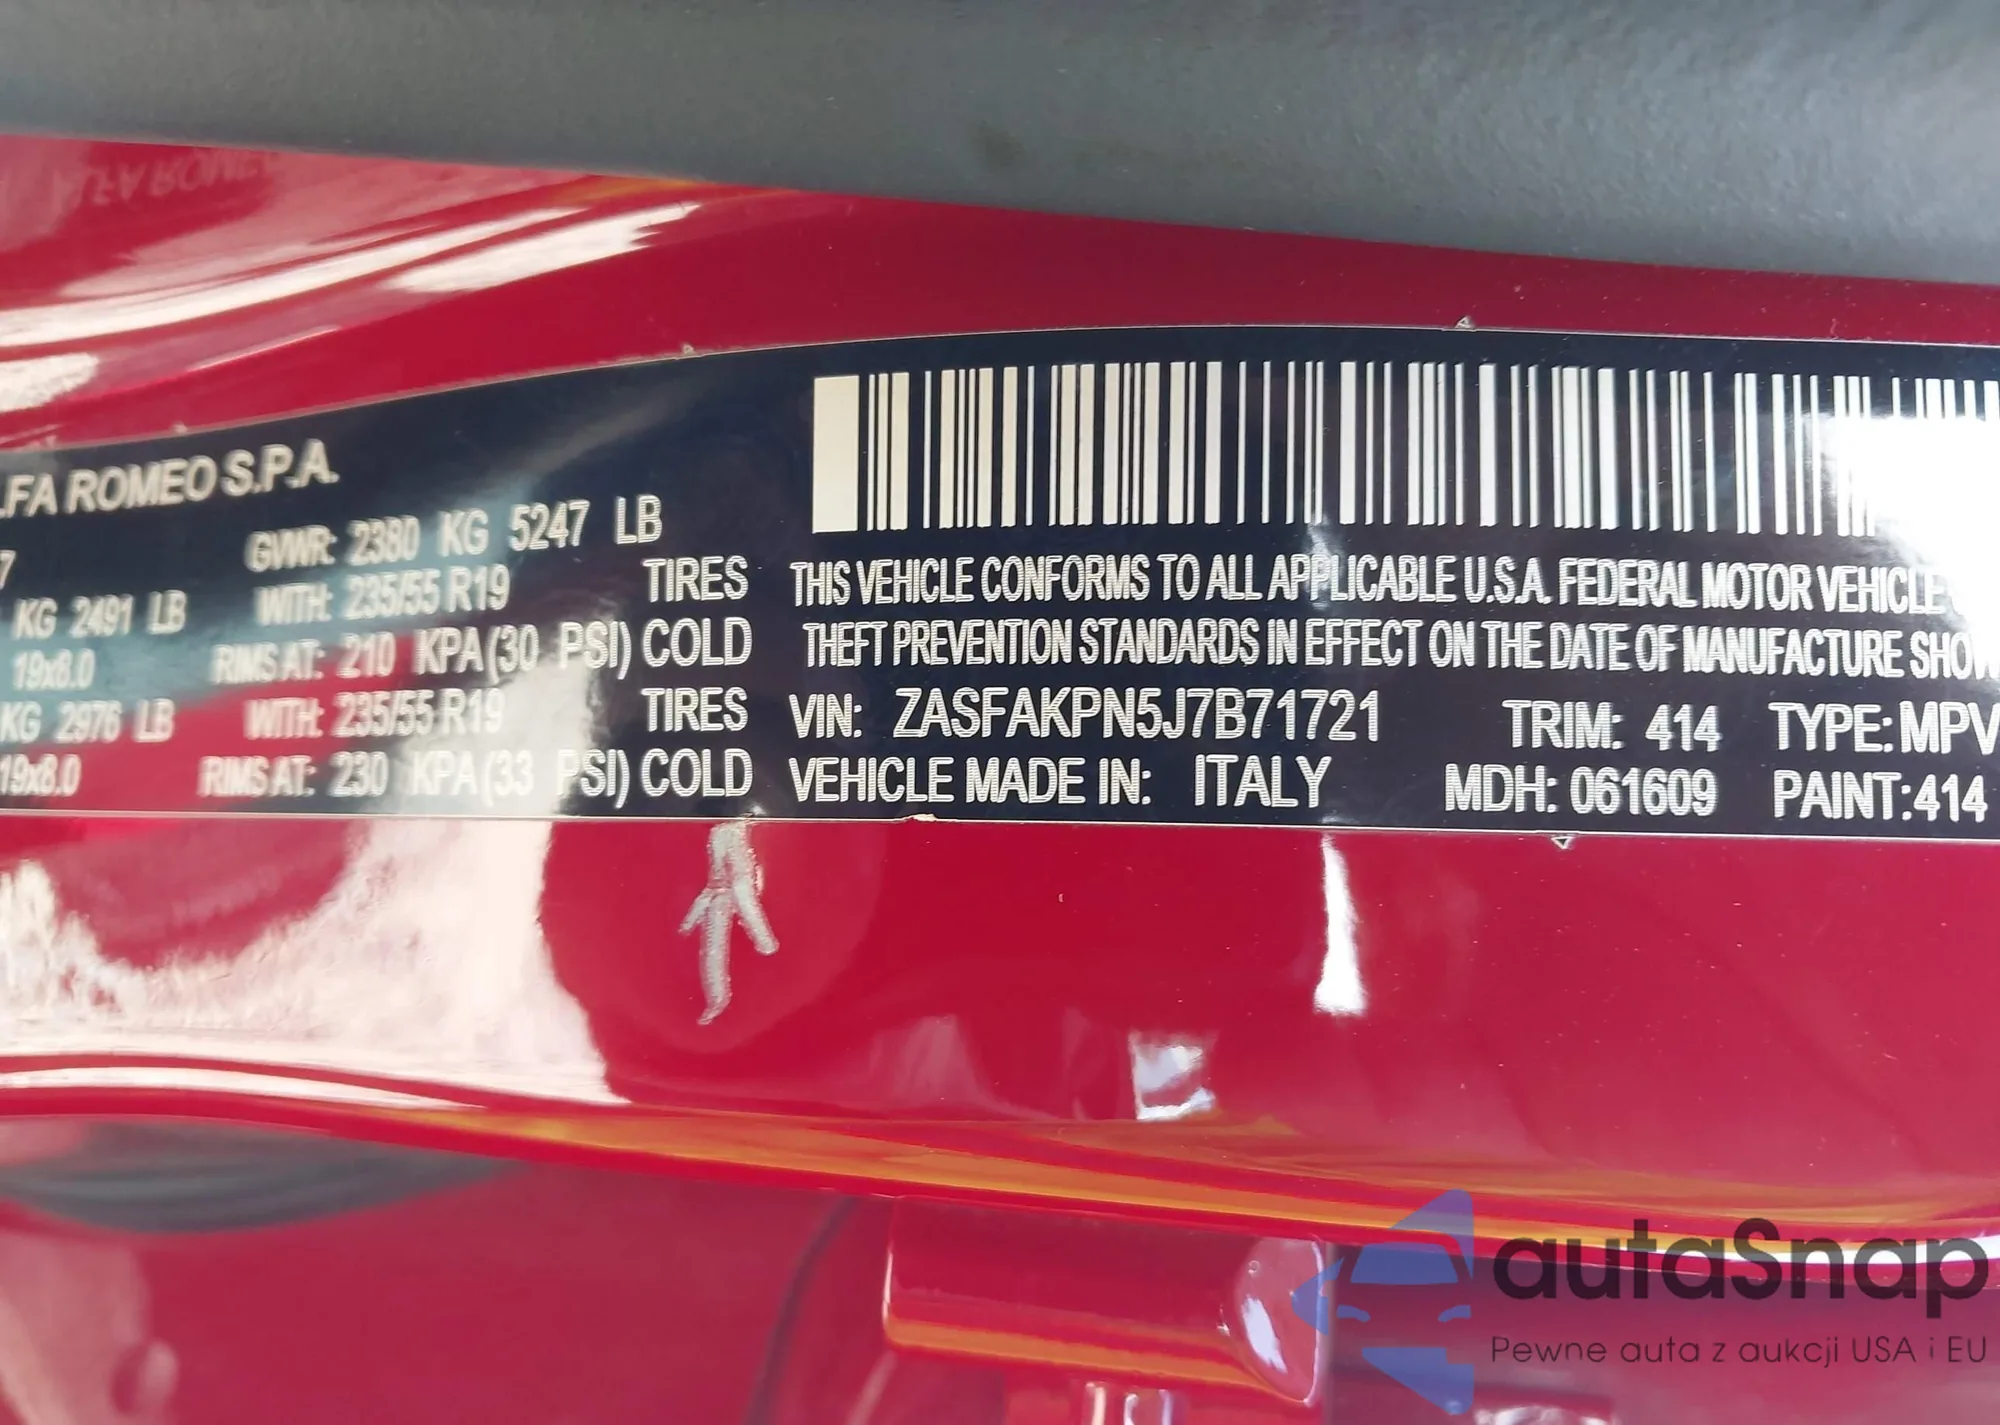 LFA ROMEO S.P.A.
7 GVWR: 2380 KG 5247 LB
KG 2491 LB WITH: 235/55 R19 TIRES
19x8.0 RIMS AT: 210 KPA(30 PSI) COLD
KG 2976 LB WITH: 235/55 R19 TIRES
19x8.0 RIMS AT: 230 KPA(33 PSI) COLD
THIS VEHICLE CONFORMS TO ALL APPLICABLE U.S.A. FEDERAL MOTOR VEHICLE
THEFT PREVENTION STANDARDS IN EFFECT ON THE DATE OF MANUFACTURE SHOW
VIN: ZASFAKPN5J7B71721 TRIM: 414 TYPE: MPV
VEHICLE MADE IN: ITALY MDH: 061609 PAINT:414
autaSnap
Pewne auta z aukcji USA i EU